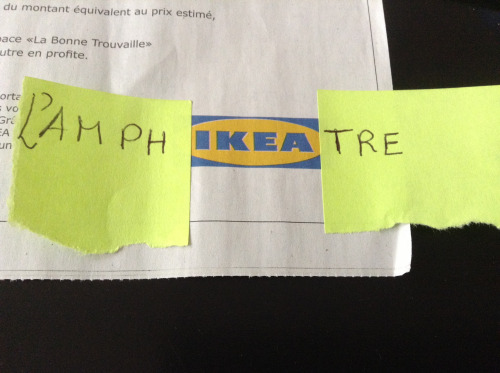 du montant équivalent au prix estimé,
pace «La Bonne Trouvaille»
utre en profite.
L'AMPH IKEA TRE